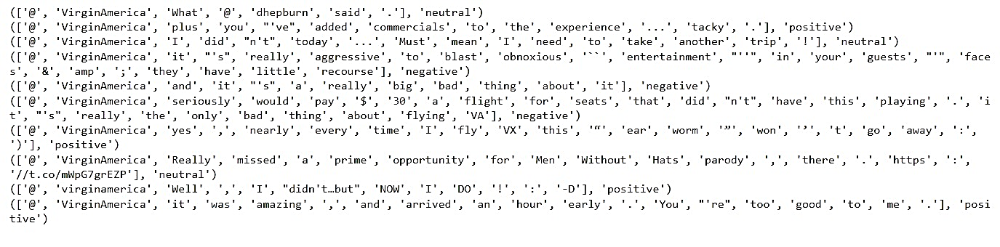 (['@', 'VirginAmerica', 'What', '@', 'dhepburn', 'said', '.'], 'neutral')
(['@', 'VirginAmerica', 'plus', 'you', "'ve", 'added', 'commercials', 'to', 'the', 'experience', '...', 'tacky', '.'], 'positive')
(['@', 'VirginAmerica', 'I', 'did', "n't", 'today', '...', 'Must', 'mean', 'I', 'need', 'to', 'take', 'another', 'trip', '!'], 'neutral')
(['@', 'VirginAmerica', 'it', "'s", 'really', 'aggressive', 'to', 'blast', 'obnoxious', '``', 'entertainment', "''", 'in', 'your', 'guests', "'", 'face
s', '&', 'amp', ';', 'they', 'have', 'little', 'recourse'], 'negative')
(['@', 'VirginAmerica', 'and', 'it', "'s", 'a', 'really', 'big', 'bad', 'thing', 'about', 'it'], 'negative')
(['@', 'VirginAmerica', 'seriously', 'would', 'pay', '$', '30', 'a', 'flight', 'for', 'seats', 'that', 'did', "n't", 'have', 'this', 'playing', '.', 'i
t', "'s", 'really', 'the', 'only', 'bad', 'thing', 'about', 'flying', 'VA'], 'negative')
(['@', 'VirginAmerica', 'yes', ',', 'nearly', 'every', 'time', 'I', 'fly', 'VX', 'this', '“', 'ear', 'worm', '”', 'won', '’', 't', 'go', 'away', ':',
')'], 'positive')
(['@', 'VirginAmerica', 'Really', 'missed', 'a', 'prime', 'opportunity', 'for', 'Men', 'Without', 'Hats', 'parody', ',', 'there', '.', 'https', ':',
'//t.co/mWpG7grEZP'], 'neutral')
(['@', 'virginamerica', 'Well', ',', 'I', "didn't…but", 'NOW', 'I', 'DO', '!', ':', '-D'], 'positive')
(['@', 'VirginAmerica', 'it', 'was', 'amazing', ',', 'and', 'arrived', 'an', 'hour', 'early', '.', 'You', "'re", 'too', 'good', 'to', 'me', '.'], 'posi
tive')